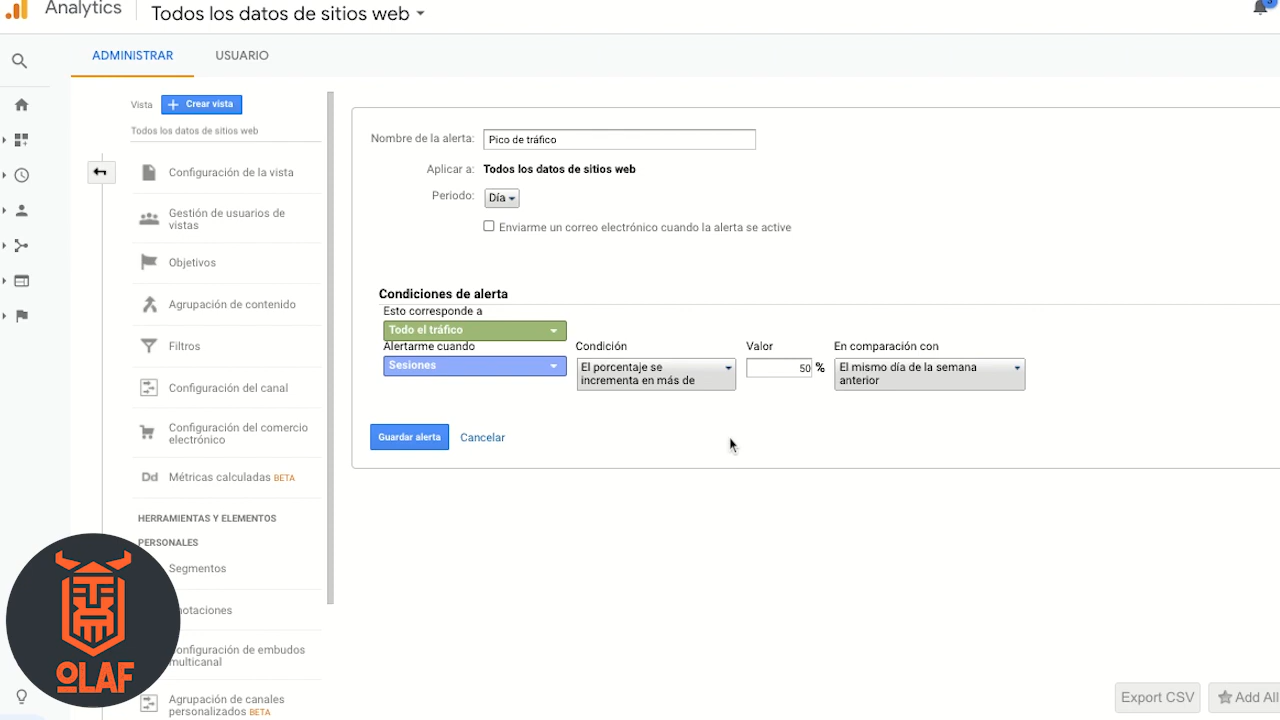 Analytics
Todos los datos de sitios web
ADMINISTRAR
USUARIO
Vista
Crear vista
Todos los datos de sitios web
Configuración de la vista
Gestión de usuarios de
vistas
Objetivos
Agrupación de contenido
Filtros
Configuración del canal
Configuración del comercio
electrónico
Dd
Métricas calculadas BETA
HERRAMIENTAS Y ELEMENTOS
PERSONALES
Segmentos
notaciones
onfiguración de embudos
multicanal
Agrupación de canales
personalizados BETA
OLAF
Nombre de la alerta:
Pico de tráfico
Aplicar a:
Todos los datos de sitios web
Periodo:
Día
Enviarme un correo electrónico cuando la alerta se active
Condiciones de alerta
Esto corresponde a
Todo el tráfico
Alertarme cuando
Condición
Valor
En comparación con
Sesiones
El porcentaje se
incrementa en más de
50 %
El mismo día de la semana
anterior
Guardar alerta
Cancelar
Export CSV
Add All